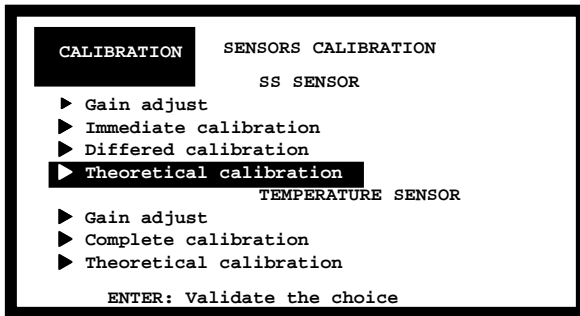 CALIBRATION
SENSORS CALIBRATION
SS SENSOR
Gain adjust
Immediate calibration
Differed calibration
Theoretical calibration
TEMPERATURE SENSOR
Gain adjust
Complete calibration
Theoretical calibration
ENTER: Validate the choice